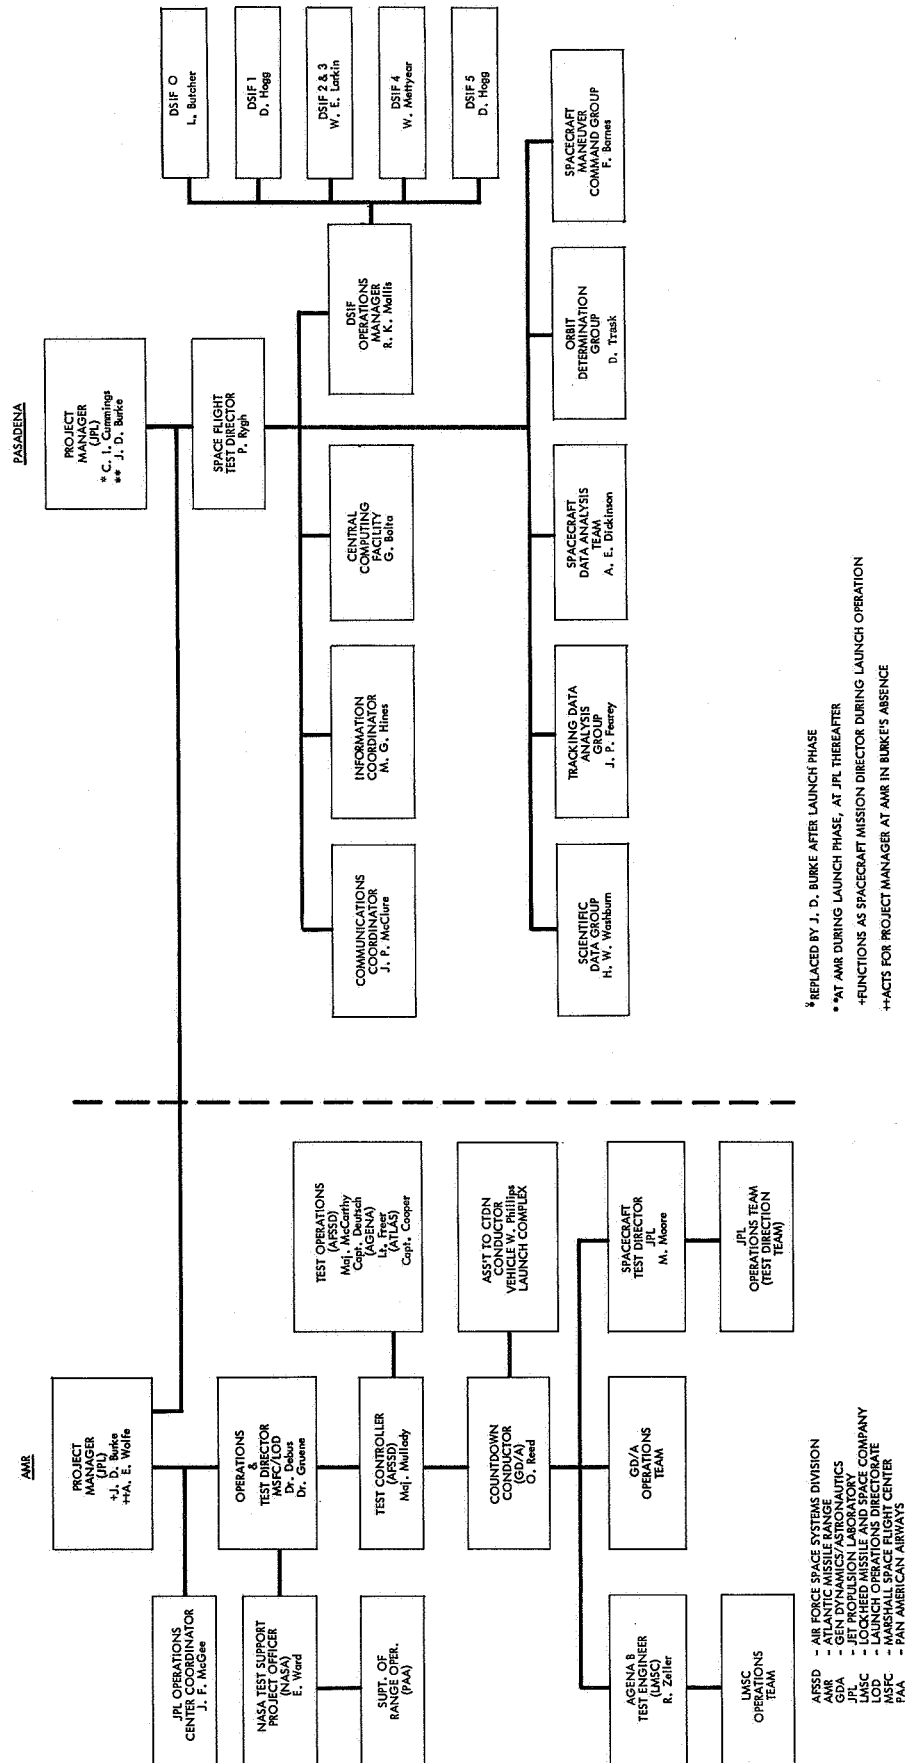 AMR
PROJECT
MANAGER
(JPL)
+J. D. Burke
++A. E. Wolfe
JPL OPERATIONS
CENTER COORDINATOR
J. F. McGee
OPERATIONS
&
TEST DIRECTOR
MSFC/LOD
Dr. Debus
Dr. Gruene
NASA TEST SUPPORT
PROJECT OFFICER
(NASA)
E. Ward
SUPT. OF
RANGE OPER.
(PAA)
TEST CONTROLLER
(AFSSD)
Maj. Mullady
TEST OPERATIONS
(AFSSD)
Maj. McCarthy
Capt. Deutsch
(AGENA)
Lt. Freer
(ATLAS)
Capt. Cooper
COUNTDOWN
CONDUCTOR
(GD/A)
O. Reed
ASS'T TO CTDN
CONDUCTOR
VEHICLE W. Phillips
LAUNCH COMPLEX
AGENA B
TEST ENGINEER
(LMSC)
R. Zeller
GD/A
OPERATIONS
TEAM
SPACECRAFT
TEST DIRECTOR
JPL
M. Moore
LMSC
OPERATIONS
TEAM
JPL
OPERATIONS TEAM
(TEST DIRECTION
TEAM)
AFSSD - AIR FORCE SPACE SYSTEMS DIVISION
AMR - ATLANTIC MISSILE RANGE
GDA - GEN DYNAMICS/ASTRONAUTICS
JPL - JET PROPULSION LABORATORY
LMSC - LOCKHEED MISSILE AND SPACE COMPANY
LOD - LAUNCH OPERATIONS DIRECTORATE
MSFC - MARSHALL SPACE FLIGHT CENTER
PAA - PAN AMERICAN AIRWAYS
PASADENA
PROJECT
MANAGER
(JPL)
* C. I. Cummings
** J. D. Burke
SPACE FLIGHT
TEST DIRECTOR
P. Rygh
COMMUNICATIONS
COORDINATOR
J. P. McClure
INFORMATION
COORDINATOR
M. G. Hines
CENTRAL
COMPUTING
FACILITY
G. Bolta
DSIF
OPERATIONS
MANAGER
R. K. Mallis
DSIF O
L. Butcher
DSIF 1
D. Hogg
DSIF 2 & 3
W. E. Larkin
DSIF 4
W. Mettyear
DSIF 5
D. Hogg
SCIENTIFIC
DATA GROUP
H. W. Washburn
TRACKING DATA
ANALYSIS
GROUP
J. P. Fearey
SPACECRAFT
DATA ANALYSIS
TEAM
A. E. Dickinson
ORBIT
DETERMINATION
GROUP
D. Trask
SPACECRAFT
MANEUVER
COMMAND GROUP
F. Barnes
*REPLACED BY J. D. BURKE AFTER LAUNCH PHASE
**AT AMR DURING LAUNCH PHASE, AT JPL THEREAFTER
+FUNCTIONS AS SPACECRAFT MISSION DIRECTOR DURING LAUNCH OPERATION
++ACTS FOR PROJECT MANAGER AT AMR IN BURKE'S ABSENCE